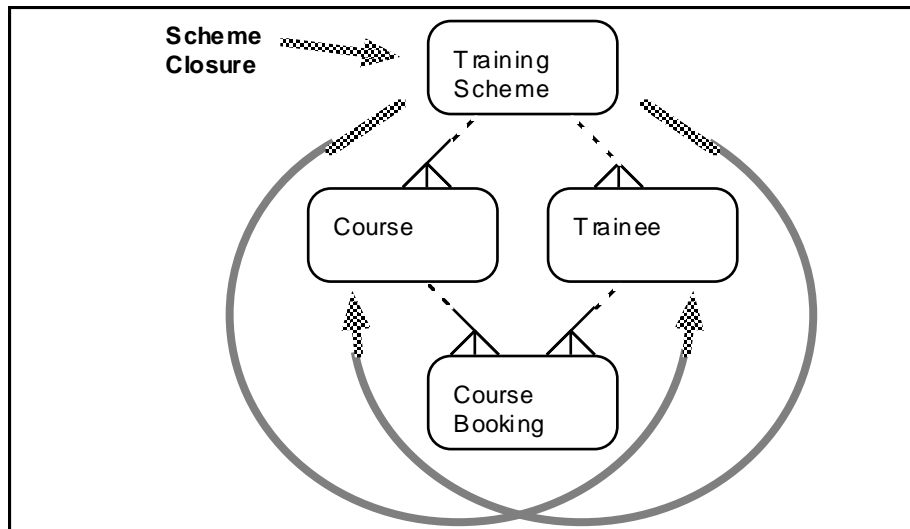 Scheme
Closure
Training
Scheme
Course
Trainee
Course
Booking